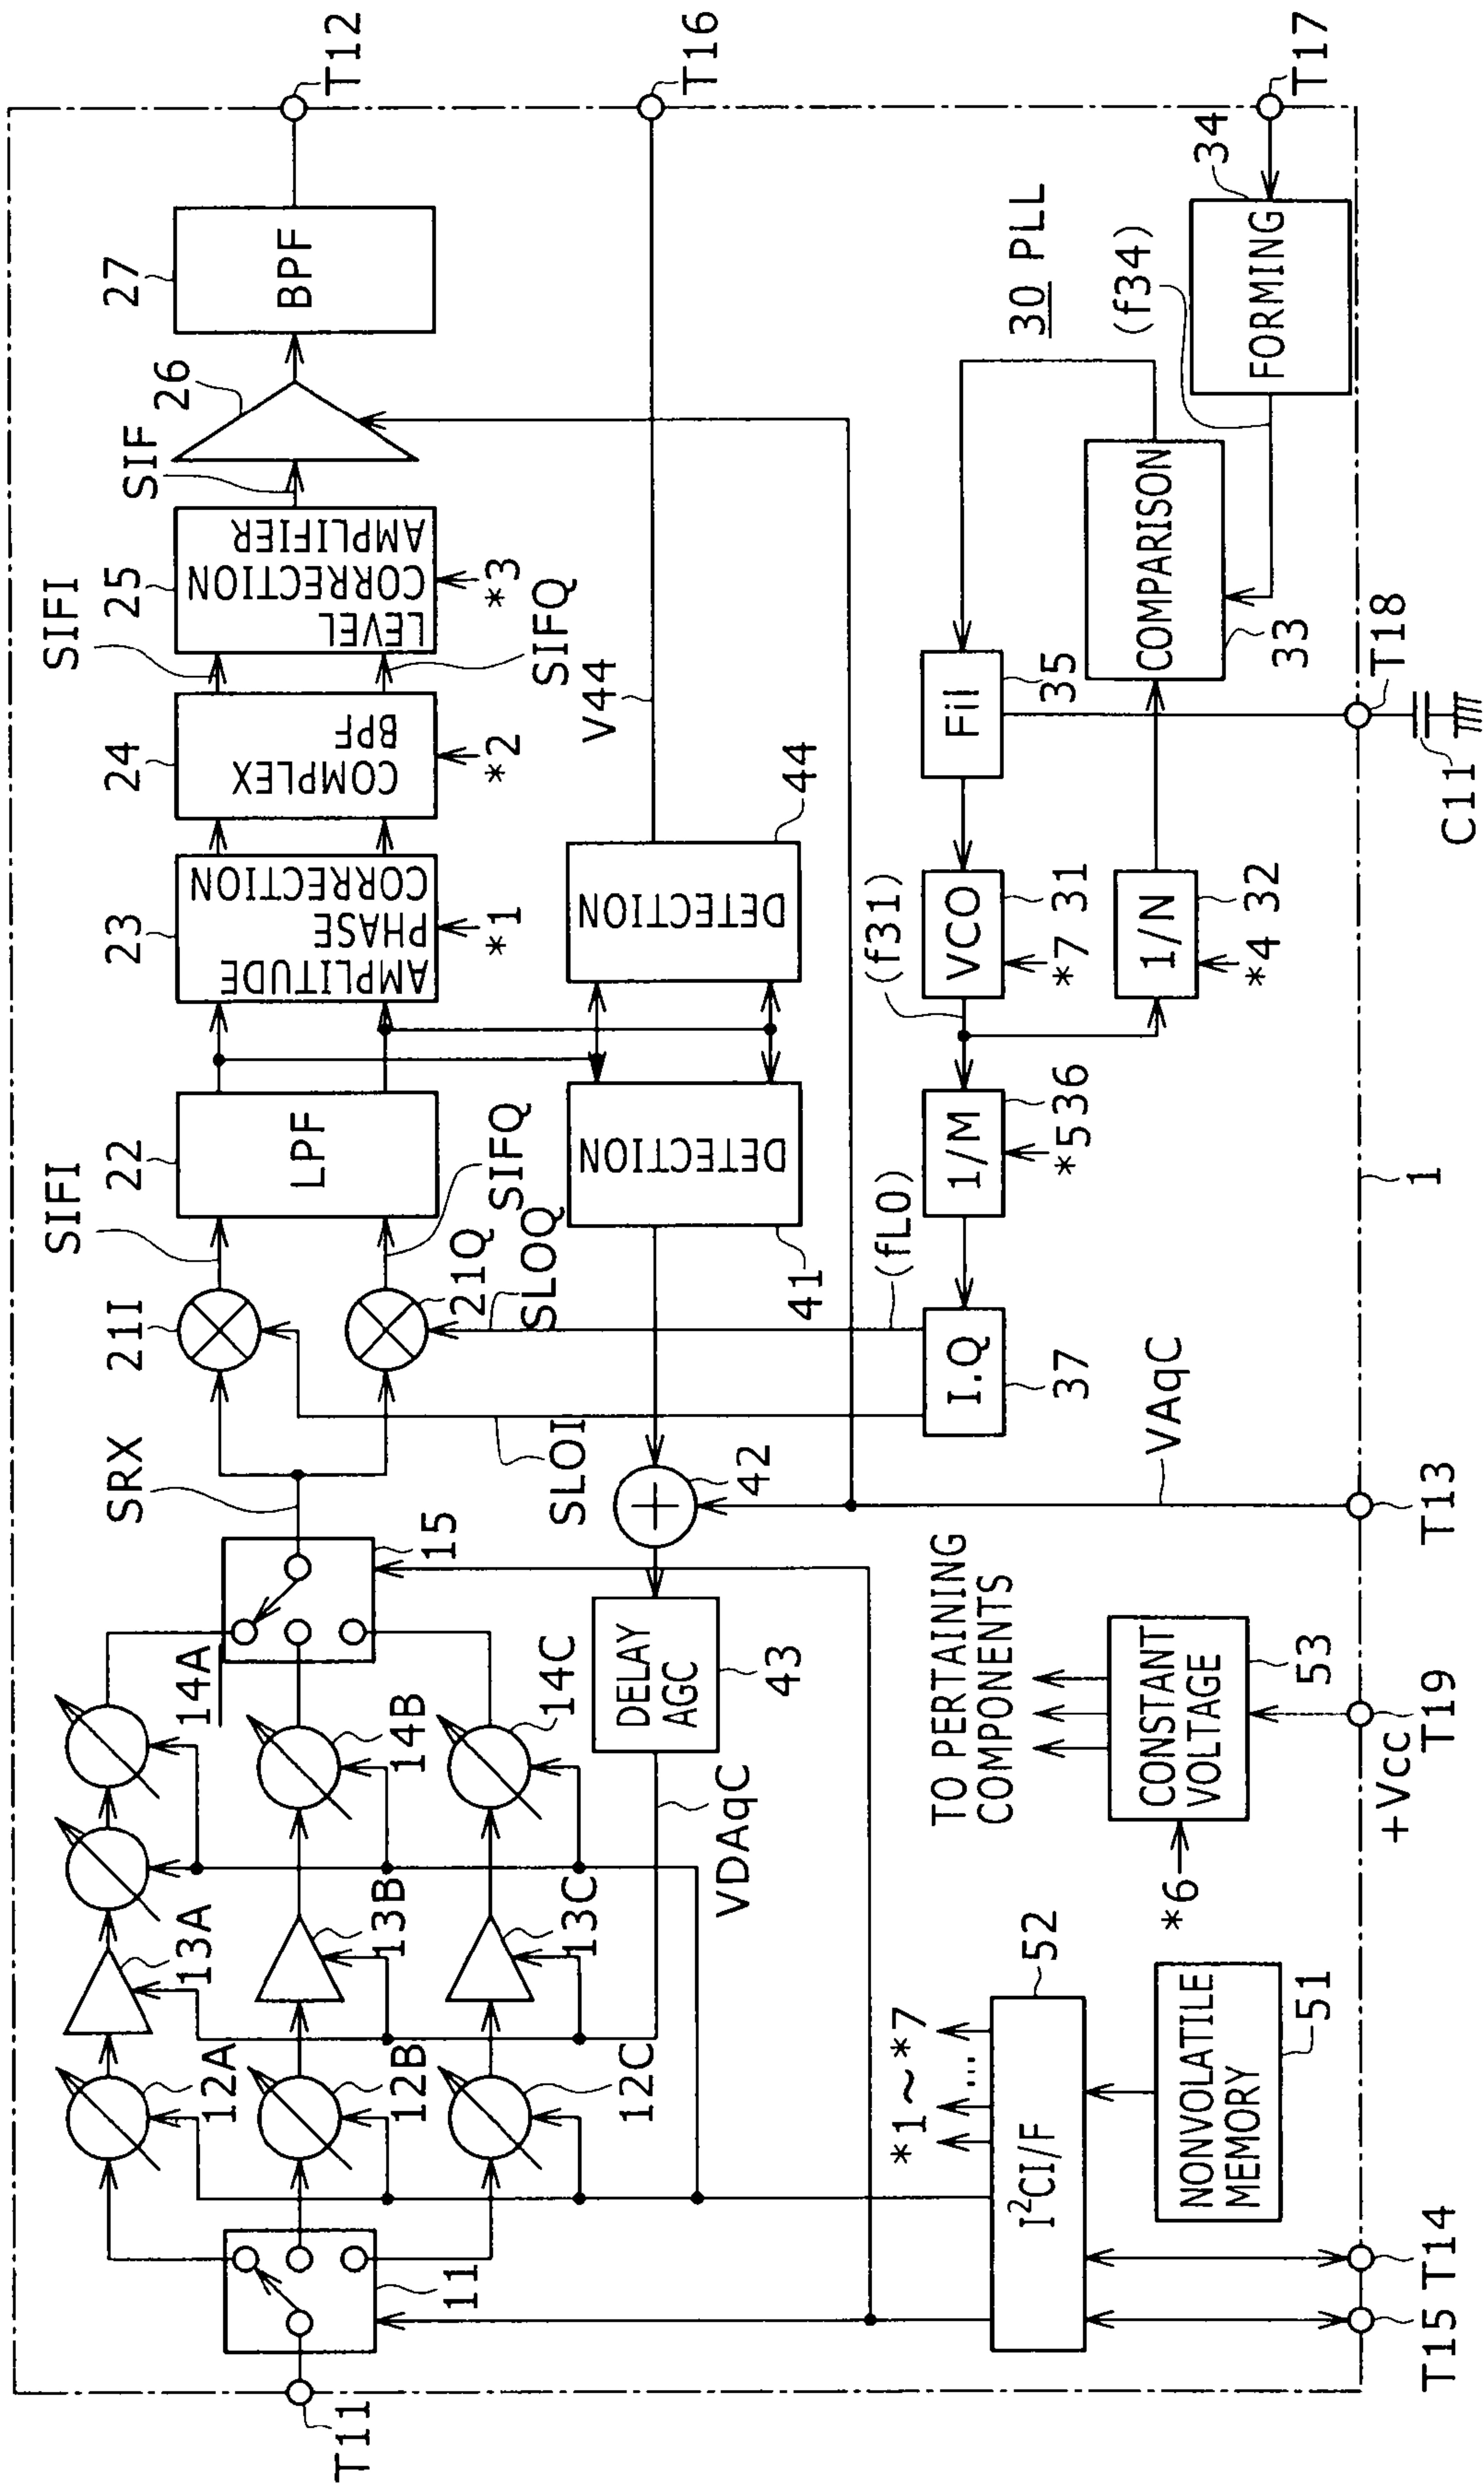 T11
11
12A
12B
12C
13A
13B
13C
14A
14B
14C
15
SRX
21I
21Q
SIFI
SIFQ
SLOI
SLOQ
22
LPF
23
AMPLITUDE
PHASE
CORRECTION
*1
24
COMPLEX
BPF
*2
SIFI
SIFQ
25
LEVEL
CORRECTION
AMPLIFIER
*3
SIF
26
27
BPF
T12
VDAqC
DELAY
AGC
43
42
DETECTION
41
DETECTION
44
V44
T16
I.Q
37
(fL0)
1/M
36
*5
(f31)
VCO
31
*7
Fil
35
30 PLL
1/N
32
*4
COMPARISON
33
(f34)
FORMING
34
T17
I²CI/F
52
*1~*7
...
NONVOLATILE
MEMORY
51
TO PERTAINING
COMPONENTS
CONSTANT
VOLTAGE
53
*6
VAqC
T15
T14
+Vcc
T19
T13
1
T18
C11